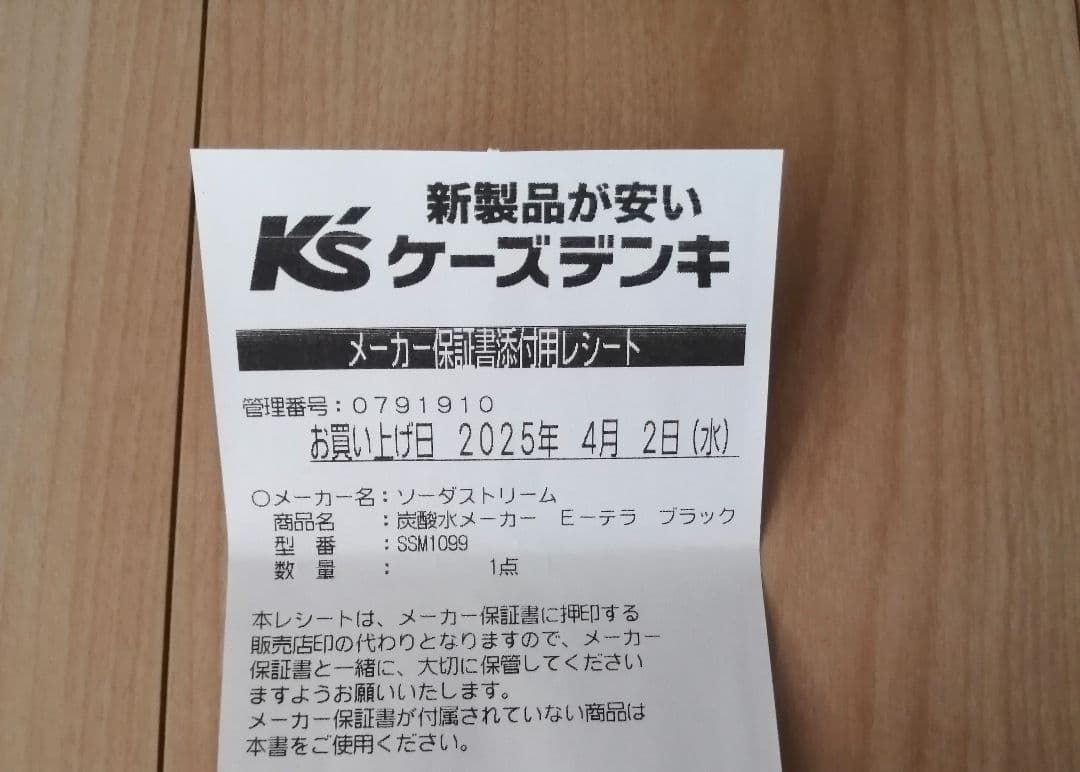 新製品が安い
K's ケーズデンキ
メーカー保証書添付用レシート
管理番号：０７９１９１０
お買い上げ日　２０２５年　４月　２日（水）
○メーカー名：ソーダストリーム
商品名　：炭酸水メーカー　Ｅ－テラ　ブラック
型　番　：SSM1099
数　量　：　1点
本レシートは、メーカー保証書に押印する
販売店印の代わりとなりますので、メーカー
保証書と一緒に、大切に保管してください
ますようお願いいたします。
メーカー保証書が付属されていない商品は
本書をご使用ください。